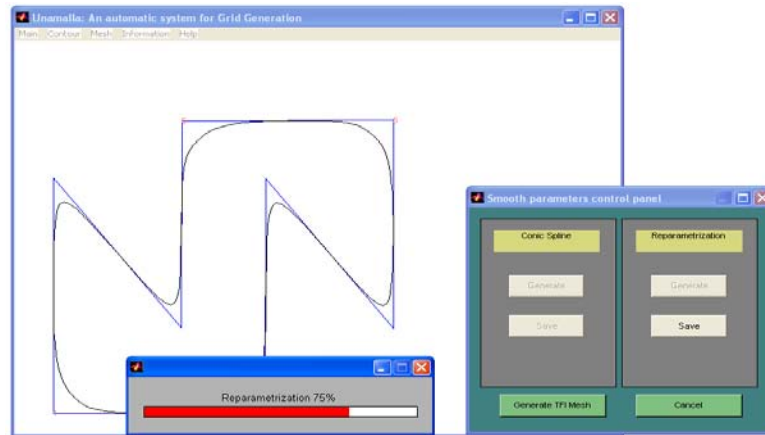 Unamalla: An automatic system for Grid Generation
Main Contour Mesh Information Help
Smooth parameters control panel
Conic Spline Reparametrization
Generate Generate
Save Save
Generate TFI Mesh Cancel
Reparametrization 75%